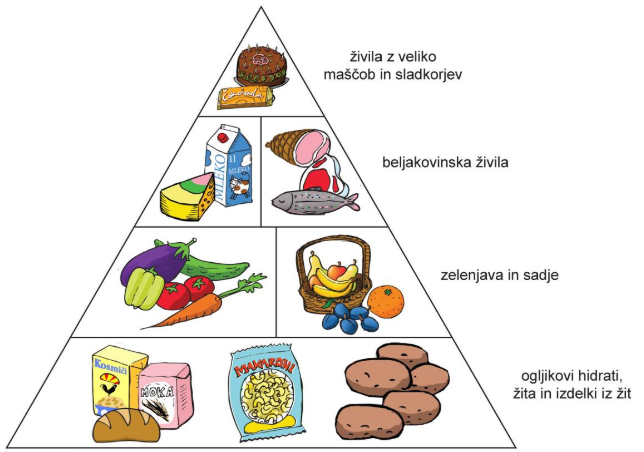 živila z veliko
maščob in sladkorjev
Čokolada
1l
MLEKO
MLEKO
beljakovinska živila
zelenjava in sadje
Kosmiči
MOKA
MAKARONI
ogljikovi hidrati,
žita in izdelki iz žit